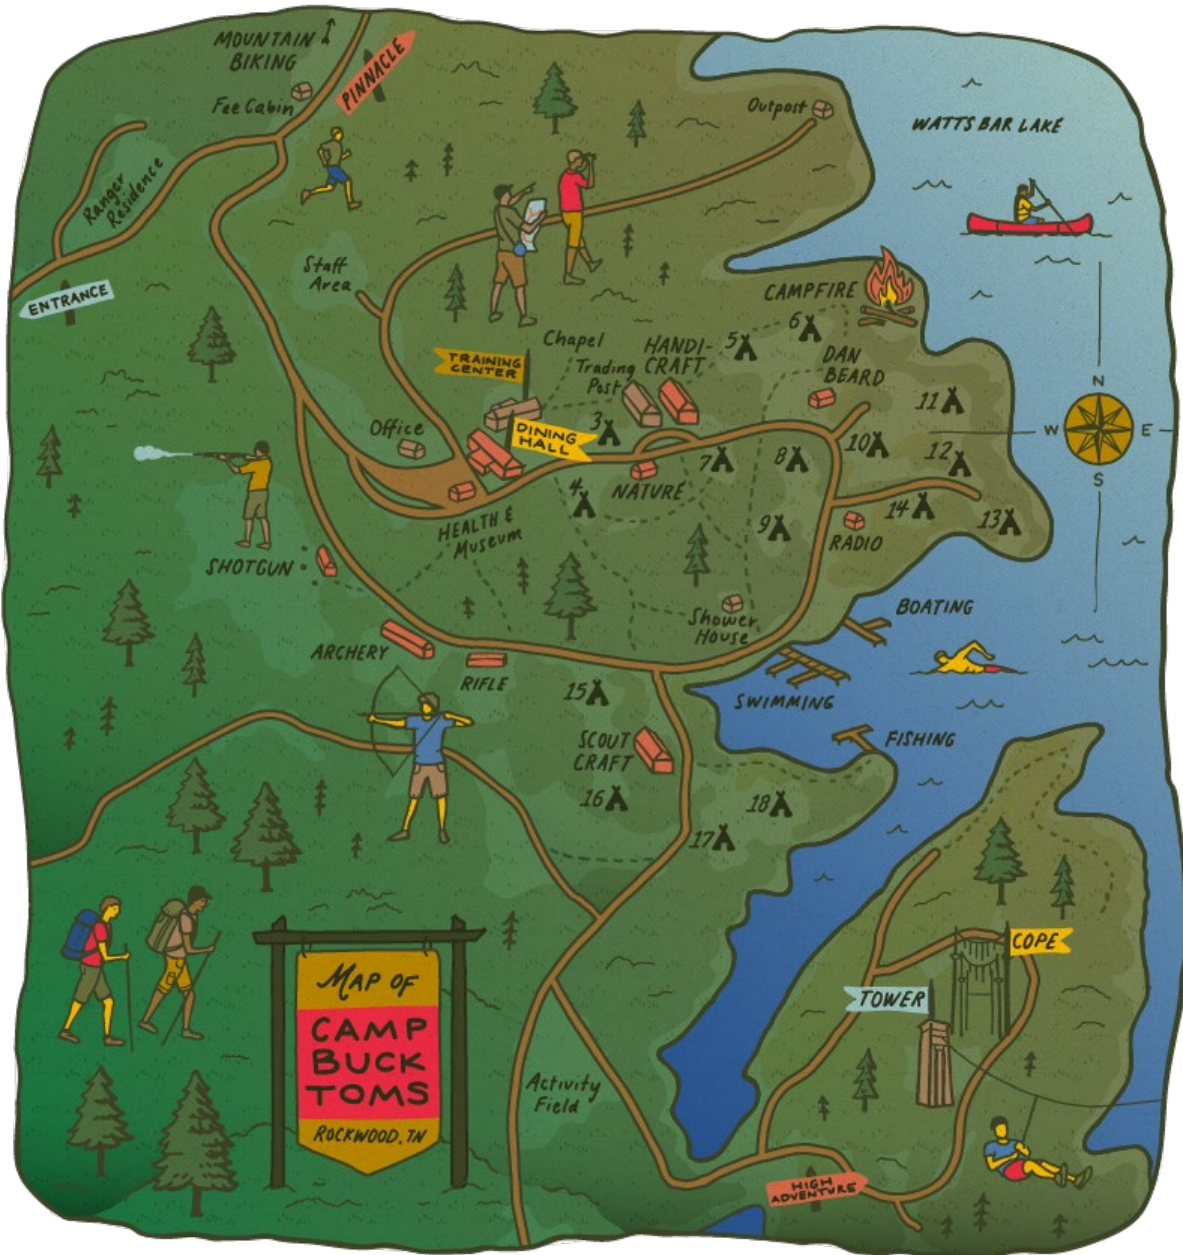 MOUNTAIN
BIKING
PINNACLE
Fee Cabin
Outpost
WATTS BAR LAKE
Ranger
Residence
ENTRANCE
Staff
Area
CAMPFIRE
6
5
Chapel
HANDI-
CRAFT
Trading
Post
TRAINING
CENTER
DAN
BEARD
N
W
E
S
11
Office
DINING
HALL
3
10
12
7
8
NATURE
4
14
13
9
RADIO
HEALTH &
Museum
SHOTGUN
BOATING
Shower
House
ARCHERY
RIFLE
15
SWIMMING
SCOUT
CRAFT
FISHING
16
18
17
COPE
TOWER
MAP OF
CAMP
BUCK
TOMS
ROCKWOOD, TN
Activity
Field
HIGH
ADVENTURE